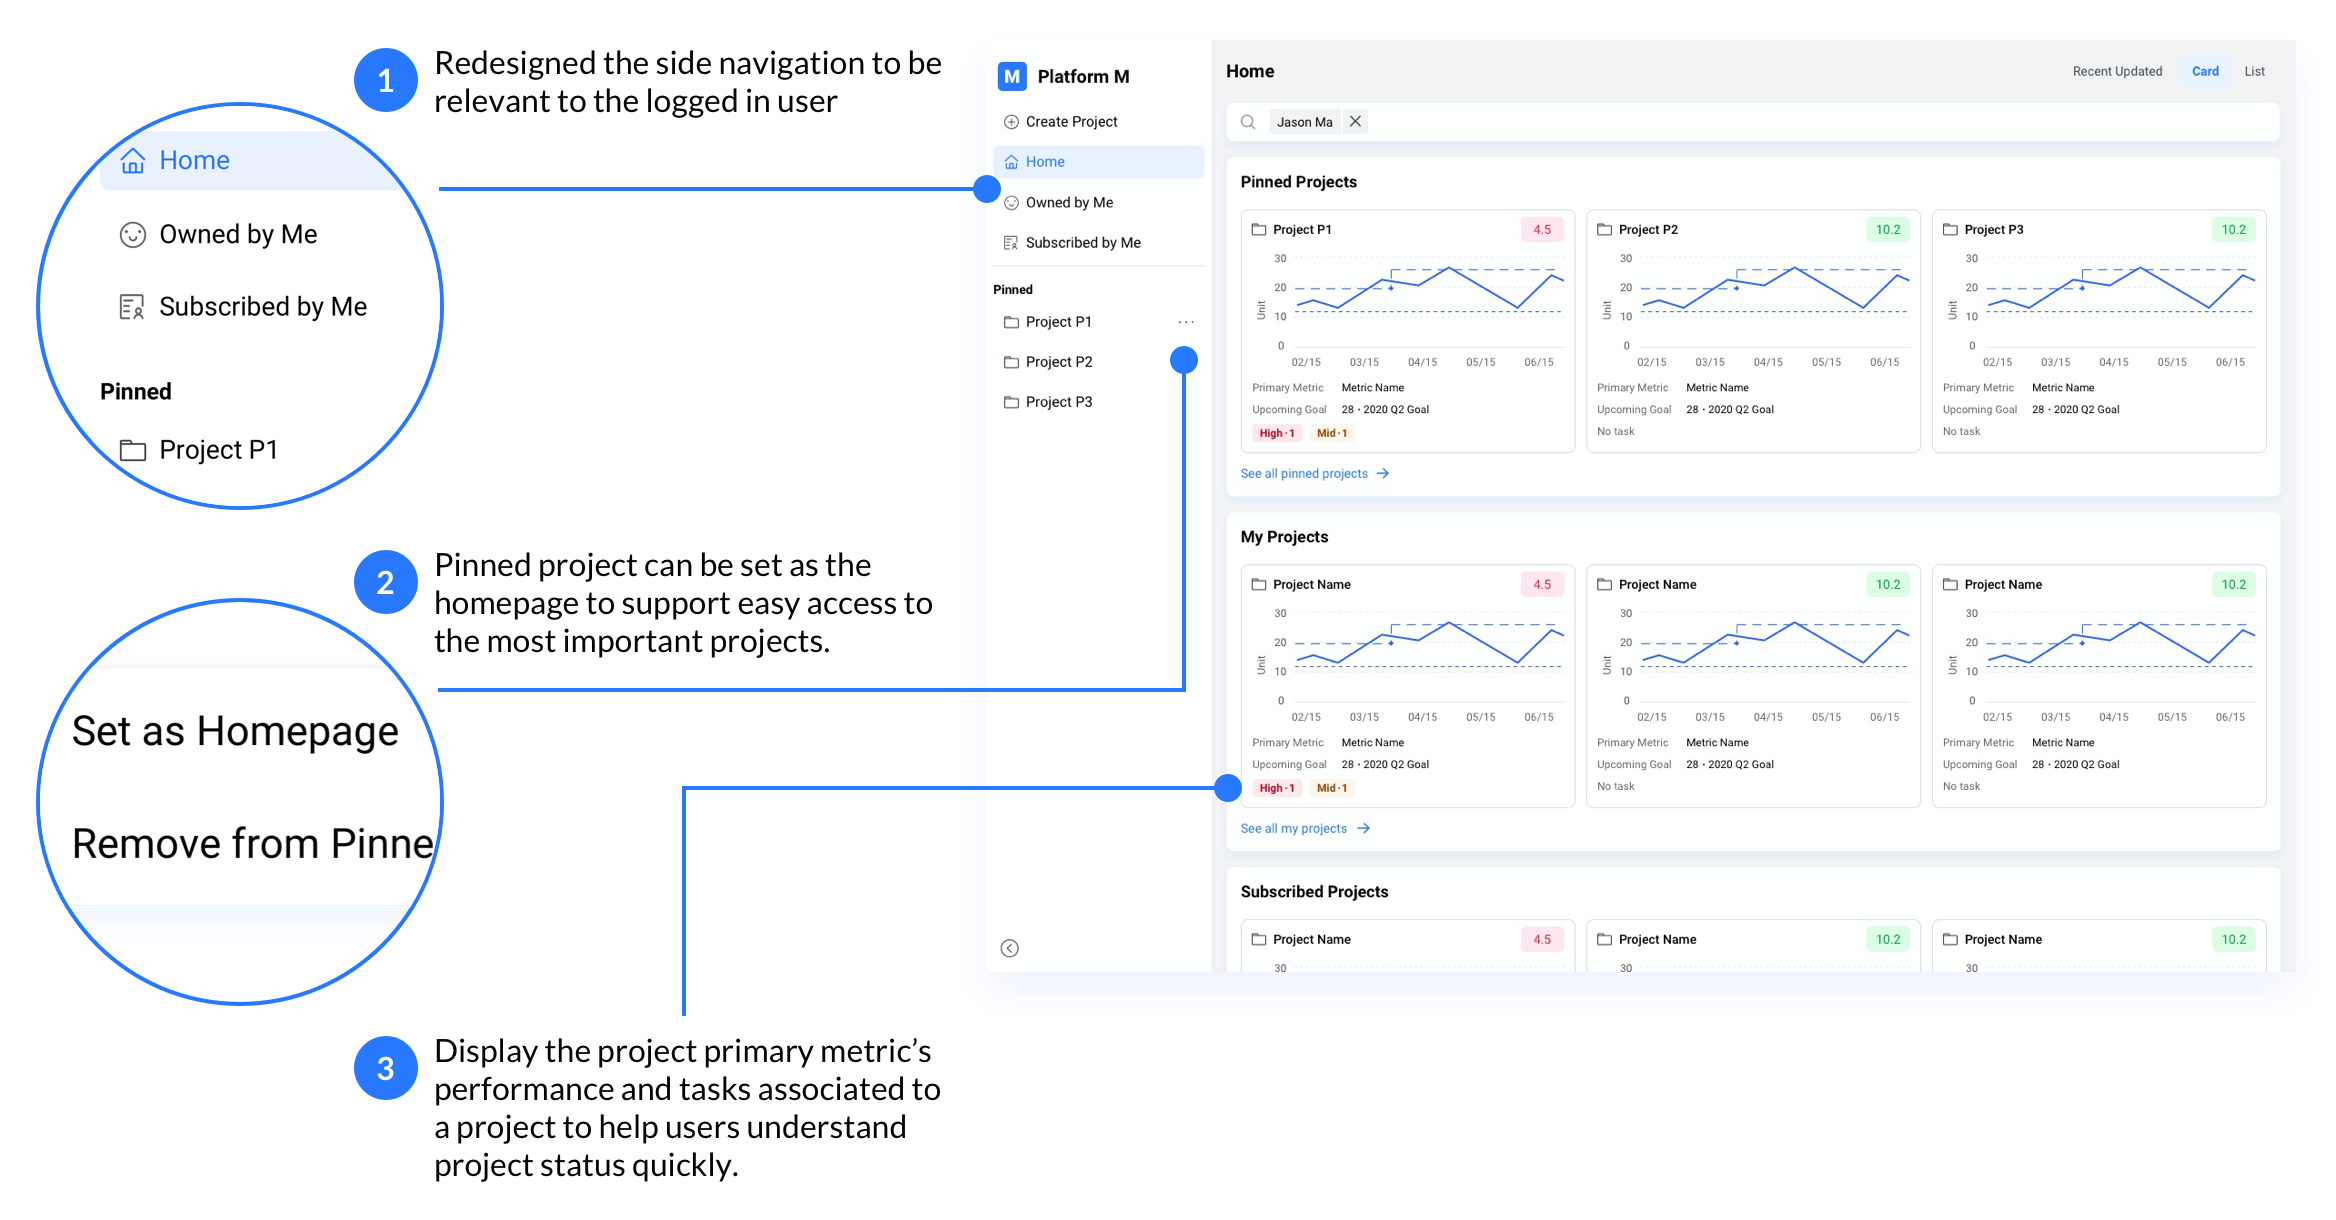 1
Redesigned the side navigation to be
relevant to the logged in user
Home
Owned by Me
Subscribed by Me
Pinned
Project P1
2
Pinned project can be set as the
homepage to support easy access to
the most important projects.
Set as Homepage
Remove from Pinne
3
Display the project primary metric’s
performance and tasks associated to
a project to help users understand
project status quickly.
M Platform M
Create Project
Home
Owned by Me
Subscribed by Me
Pinned
Project P1 ...
Project P2
Project P3
Home Recent Updated Card List
Jason Ma
Pinned Projects
Project P1 4.5
30
20
10
0
Unit
02/15 03/15 04/15 05/15 06/15
Primary Metric Metric Name
Upcoming Goal 28 · 2020 Q2 Goal
High · 1 Mid · 1
Project P2 10.2
30
20
10
0
Unit
02/15 03/15 04/15 05/15 06/15
Primary Metric Metric Name
Upcoming Goal 28 · 2020 Q2 Goal
No task
Project P3 10.2
30
20
10
0
Unit
02/15 03/15 04/15 05/15 06/15
Primary Metric Metric Name
Upcoming Goal 28 · 2020 Q2 Goal
No task
See all pinned projects
My Projects
Project Name 4.5
30
20
10
0
Unit
02/15 03/15 04/15 05/15 06/15
Primary Metric Metric Name
Upcoming Goal 28 · 2020 Q2 Goal
High · 1 Mid · 1
Project Name 10.2
30
20
10
0
Unit
02/15 03/15 04/15 05/15 06/15
Primary Metric Metric Name
Upcoming Goal 28 · 2020 Q2 Goal
No task
Project Name 10.2
30
20
10
0
Unit
02/15 03/15 04/15 05/15 06/15
Primary Metric Metric Name
Upcoming Goal 28 · 2020 Q2 Goal
No task
See all my projects
Subscribed Projects
Project Name 4.5
30
Project Name 10.2
30
Project Name 10.2
30